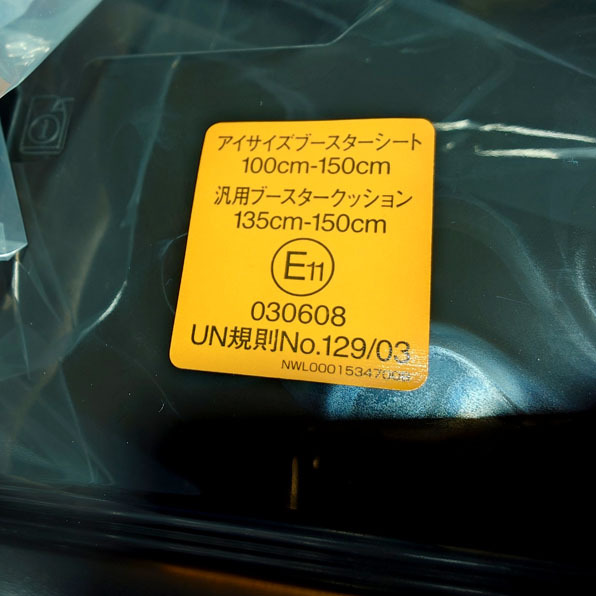 アイサイズブースターシート
100cm-150cm
汎用ブースタークッション
135cm-150cm
E11
030608
UN規則No.129/03